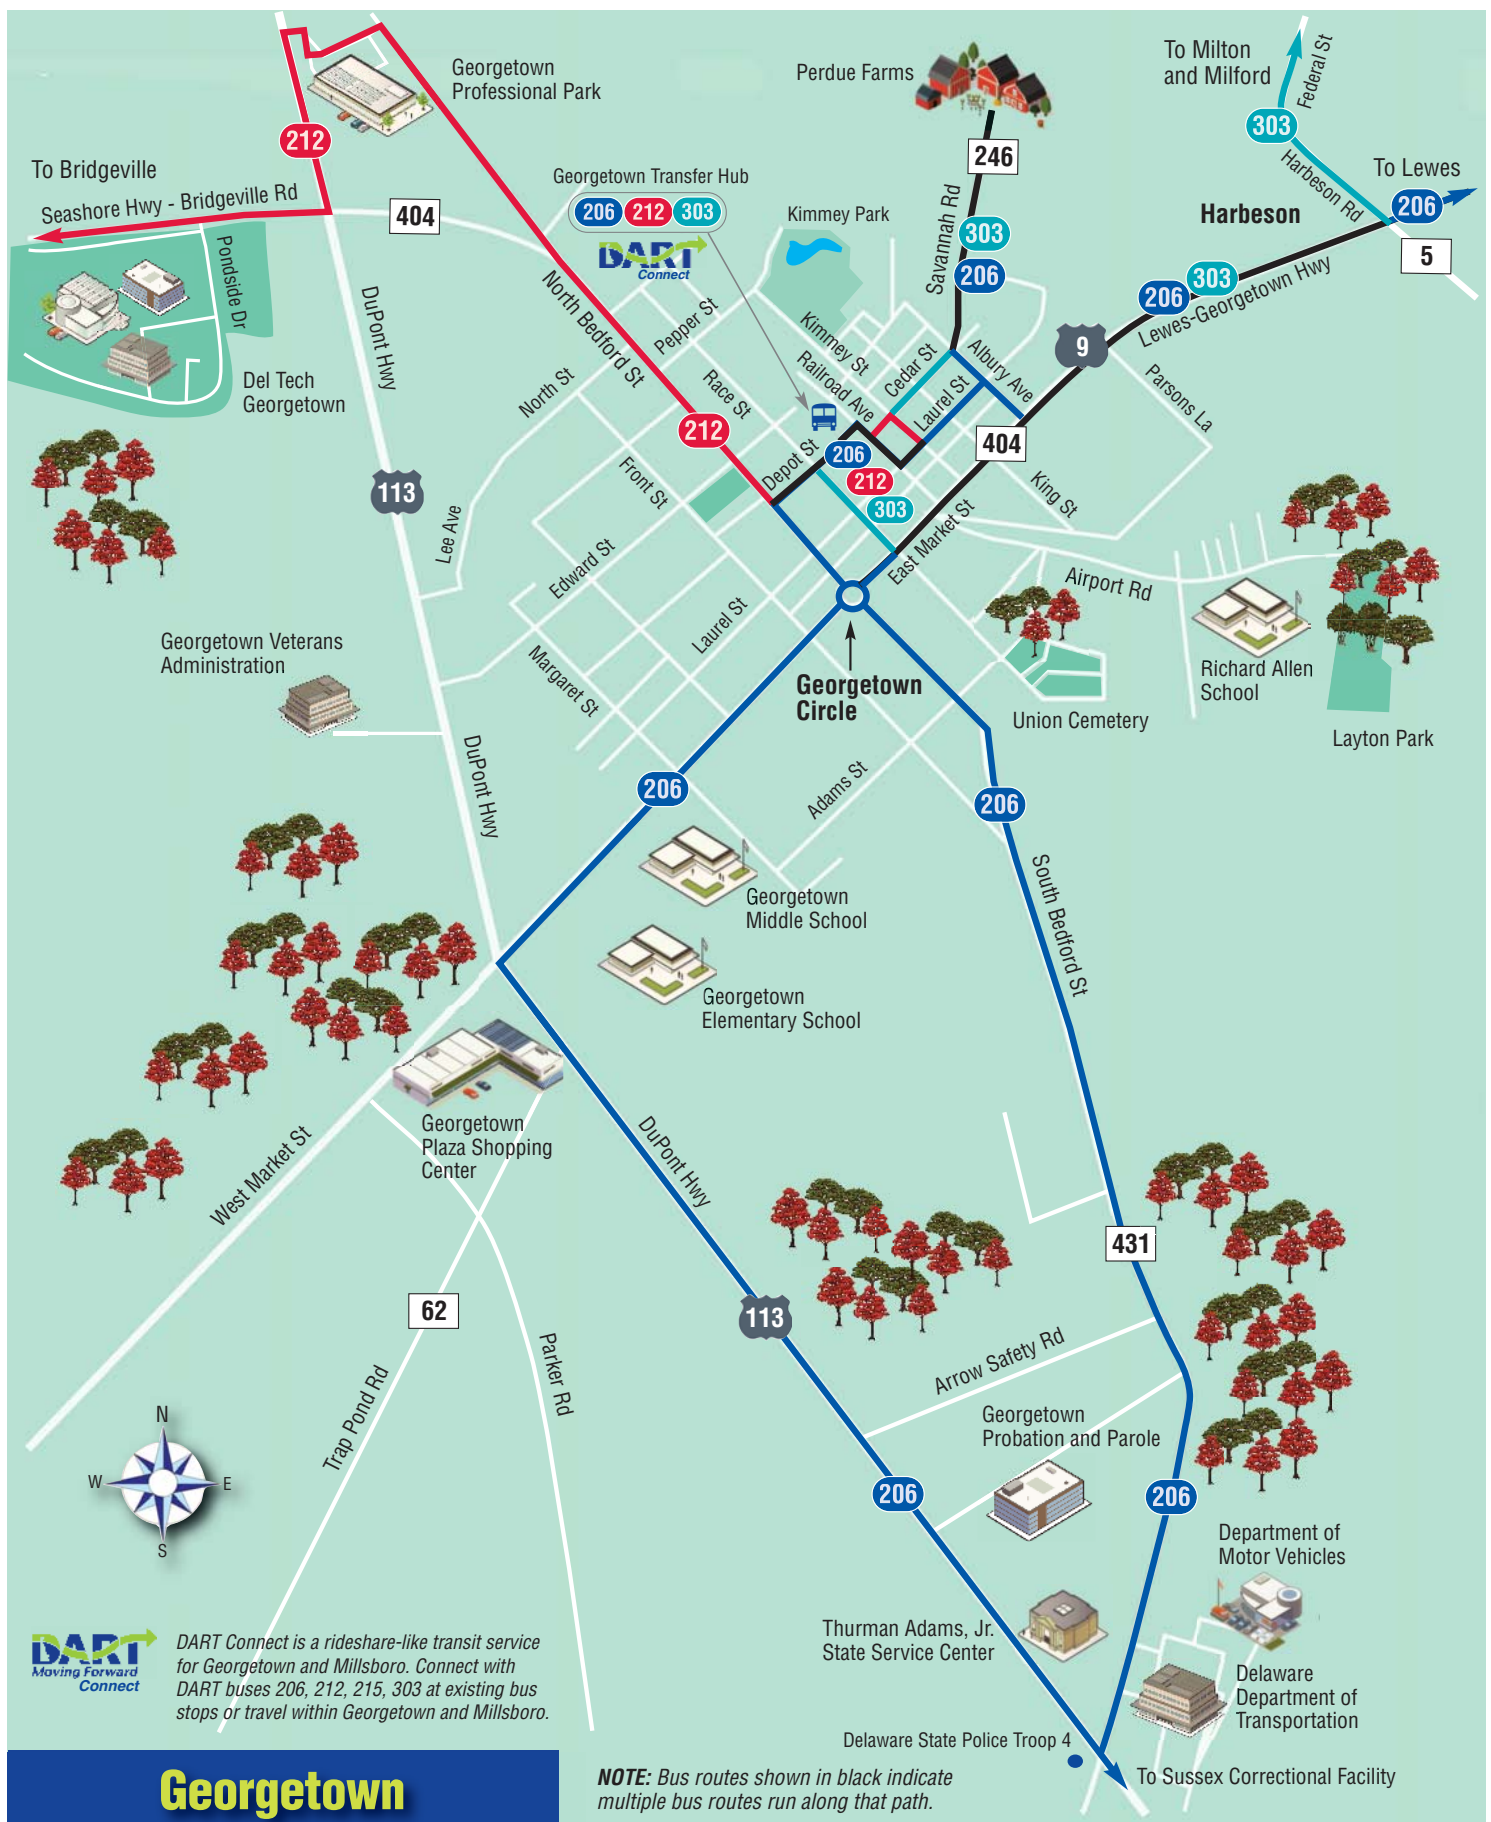 Georgetown
Professional Park
Perdue Farms
To Milton
and Milford
Federal St
303
Harbeson Rd
To Lewes
206
Harbeson
5
212
To Bridgeville
Seashore Hwy - Bridgeville Rd
404
Pondside Dr
Georgetown Transfer Hub
206 212 303
DART
Connect
Kimmey Park
246
Savannah Rd
303
206
303
206
Lewes-Georgetown Hwy
9
DuPont Hwy
North Bedford St
Pepper St
North St
Race St
Kimmey St
Railroad Ave
Cedar St
Laurel St
Albury Ave
Parsons La
Del Tech
Georgetown
212
Depot St
206
212
303
404
King St
East Market St
113
Lee Ave
Front St
Edward St
Airport Rd
Laurel St
Margaret St
Georgetown Veterans
Administration
Georgetown
Circle
Richard Allen
School
Union Cemetery
Layton Park
DuPont Hwy
206
Adams St
206
South Bedford St
Georgetown
Middle School
Georgetown
Elementary School
Georgetown
Plaza Shopping
Center
West Market St
DuPont Hwy
431
62
113
Trap Pond Rd
Parker Rd
Arrow Safety Rd
Georgetown
Probation and Parole
N
W E
S
206
206
Department of
Motor Vehicles
Thurman Adams, Jr.
State Service Center
Delaware
Department of
Transportation
Delaware State Police Troop 4
To Sussex Correctional Facility
DART
Moving Forward
Connect
DART Connect is a rideshare-like transit service
for Georgetown and Millsboro. Connect with
DART buses 206, 212, 215, 303 at existing bus
stops or travel within Georgetown and Millsboro.
Georgetown
NOTE: Bus routes shown in black indicate
multiple bus routes run along that path.